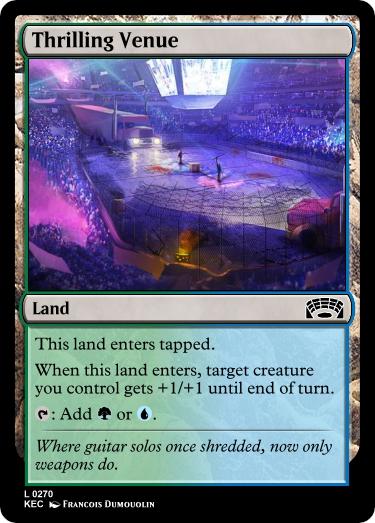 Thrilling Venue
Land
This land enters tapped.
When this land enters, target creature
you control gets +1/+1 until end of turn.
: Add or .
Where guitar solos once shredded, now only
weapons do.
L 0270
KEC Francois Dumouolin